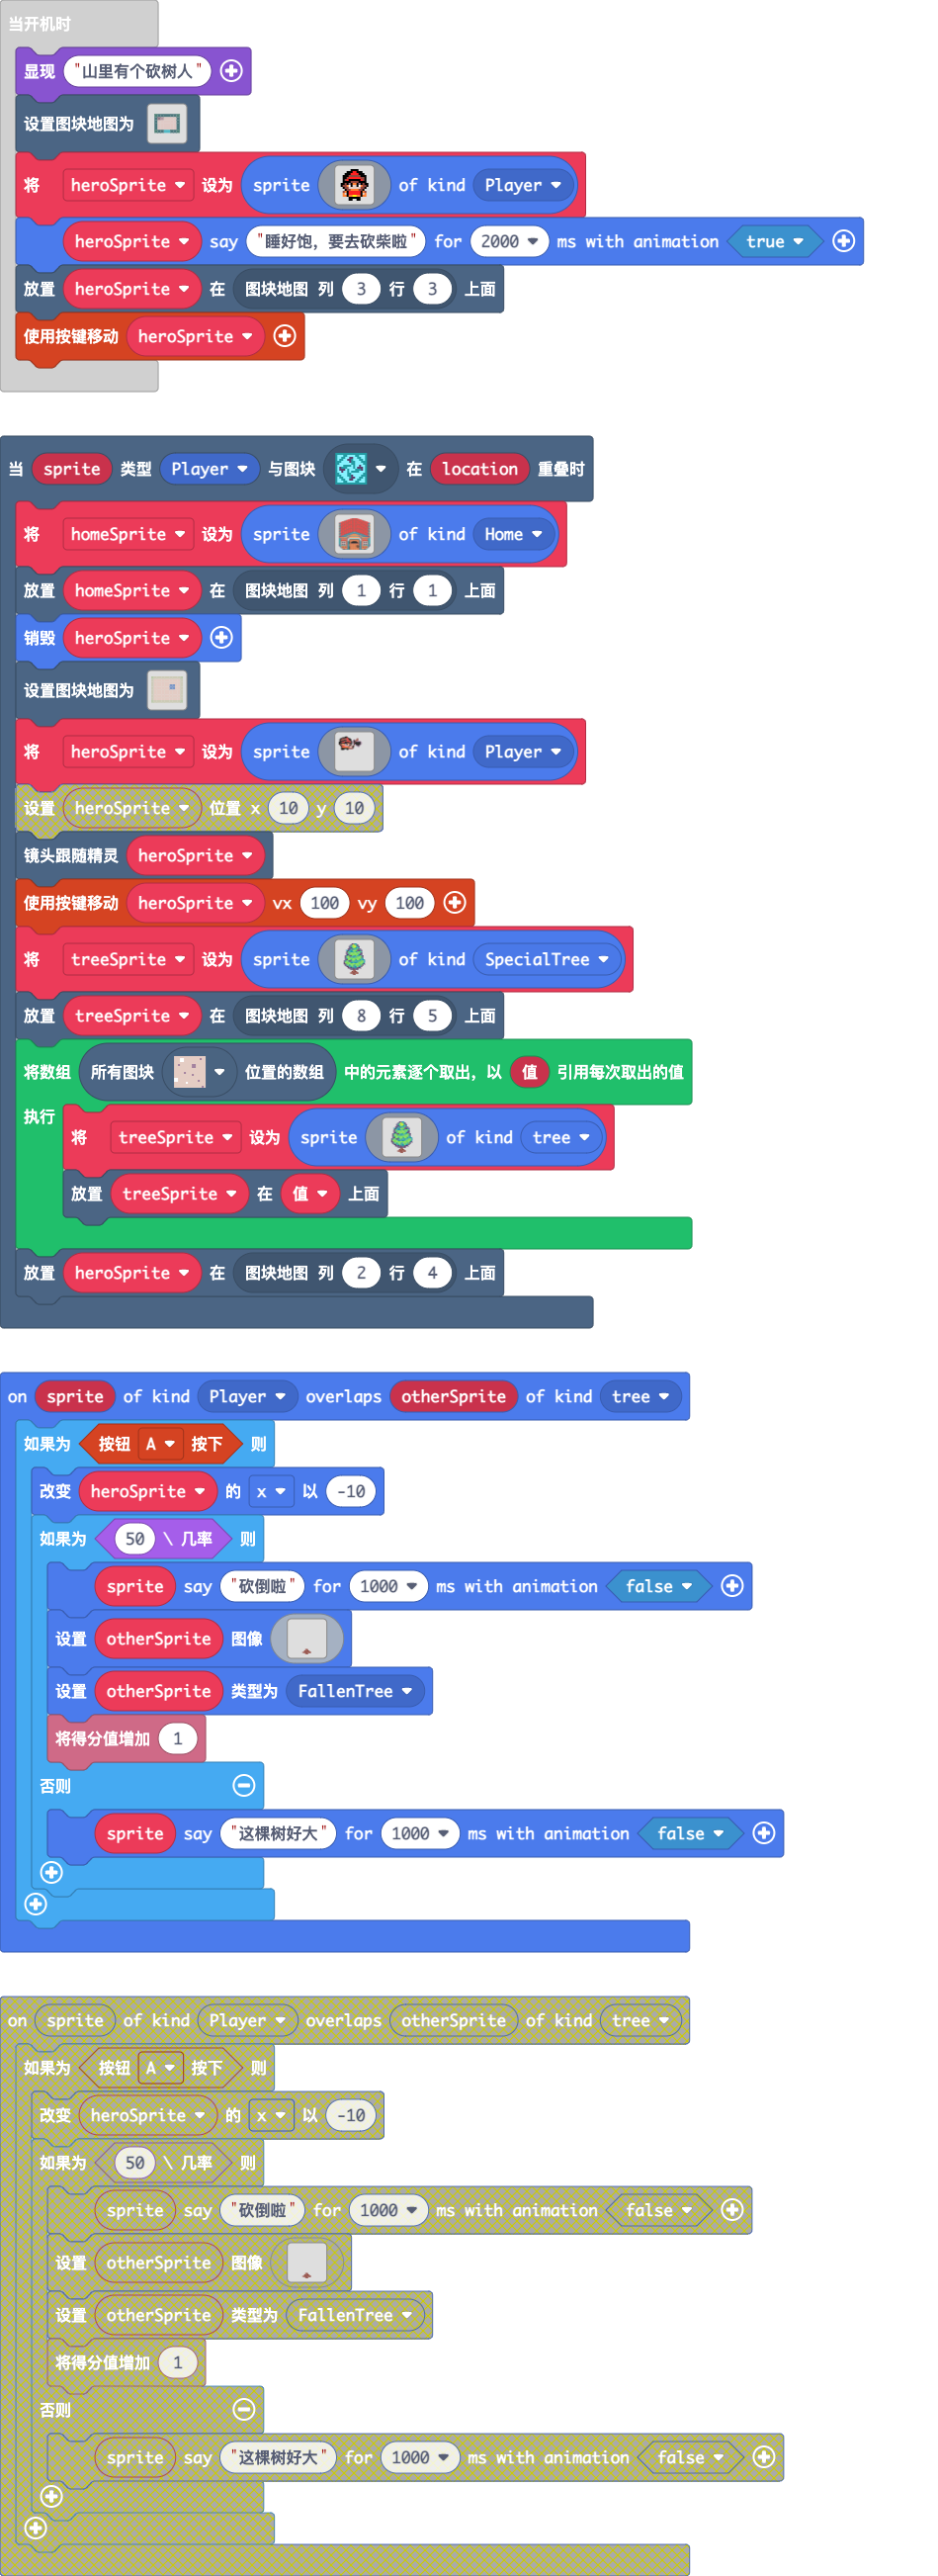 当开机时
显现 "山里有个砍树人"
设置图块地图为
将 heroSprite 设为 sprite of kind Player
heroSprite say "睡好饱，要去砍柴啦" for 2000 ms with animation true
放置 heroSprite 在 图块地图 列 3 行 3 上面
使用按键移动 heroSprite
当 sprite 类型 Player 与图块 在 location 重叠时
将 homeSprite 设为 sprite of kind Home
放置 homeSprite 在 图块地图 列 1 行 1 上面
销毁 heroSprite
设置图块地图为
将 heroSprite 设为 sprite of kind Player
设置 heroSprite 位置 x 10 y 10
镜头跟随精灵 heroSprite
使用按键移动 heroSprite vx 100 vy 100
将 treeSprite 设为 sprite of kind SpecialTree
放置 treeSprite 在 图块地图 列 8 行 5 上面
将数组 所有图块 位置的数组 中的元素逐个取出，以 值 引用每次取出的值
执行
将 treeSprite 设为 sprite of kind tree
放置 treeSprite 在 值 上面
放置 heroSprite 在 图块地图 列 2 行 4 上面
on sprite of kind Player overlaps otherSprite of kind tree
如果为 按钮 A 按下 则
改变 heroSprite 的 x 以 -10
如果为 50 \ 几率 则
sprite say "砍倒啦" for 1000 ms with animation false
设置 otherSprite 图像
设置 otherSprite 类型为 FallenTree
将得分值增加 1
否则
sprite say "这棵树好大" for 1000 ms with animation false
on sprite of kind Player overlaps otherSprite of kind tree
如果为 按钮 A 按下 则
改变 heroSprite 的 x 以 -10
如果为 50 \ 几率 则
sprite say "砍倒啦" for 1000 ms with animation false
设置 otherSprite 图像
设置 otherSprite 类型为 FallenTree
将得分值增加 1
否则
sprite say "这棵树好大" for 1000 ms with animation false